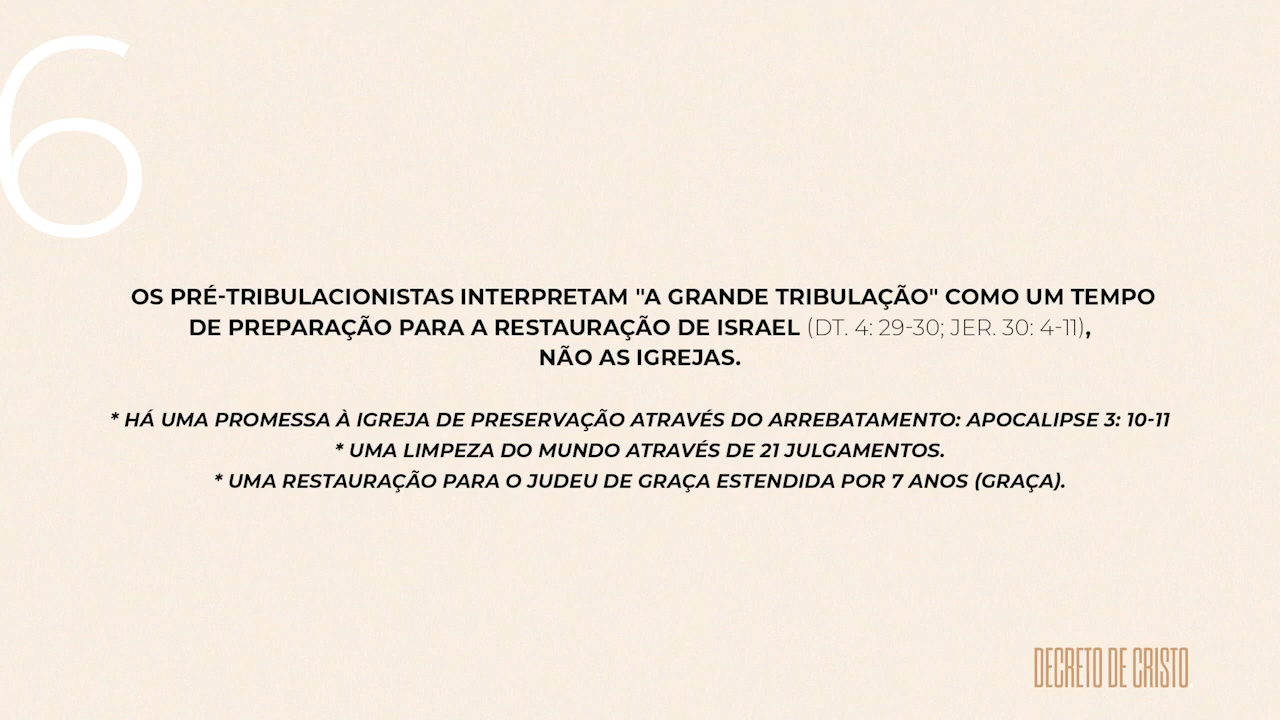 6
OS PRÉ-TRIBULACIONISTAS INTERPRETAM "A GRANDE TRIBULAÇÃO" COMO UM TEMPO
DE PREPARAÇÃO PARA A RESTAURAÇÃO DE ISRAEL (DT. 4: 29-30; JER. 30: 4-11),
NÃO AS IGREJAS.
* HÁ UMA PROMESSA À IGREJA DE PRESERVAÇÃO ATRAVÉS DO ARREBATAMENTO: APOCALIPSE 3: 10-11
* UMA LIMPEZA DO MUNDO ATRAVÉS DE 21 JULGAMENTOS.
* UMA RESTAURAÇÃO PARA O JUDEU DE GRAÇA ESTENDIDA POR 7 ANOS (GRAÇA).
DECRETO DE CRISTO